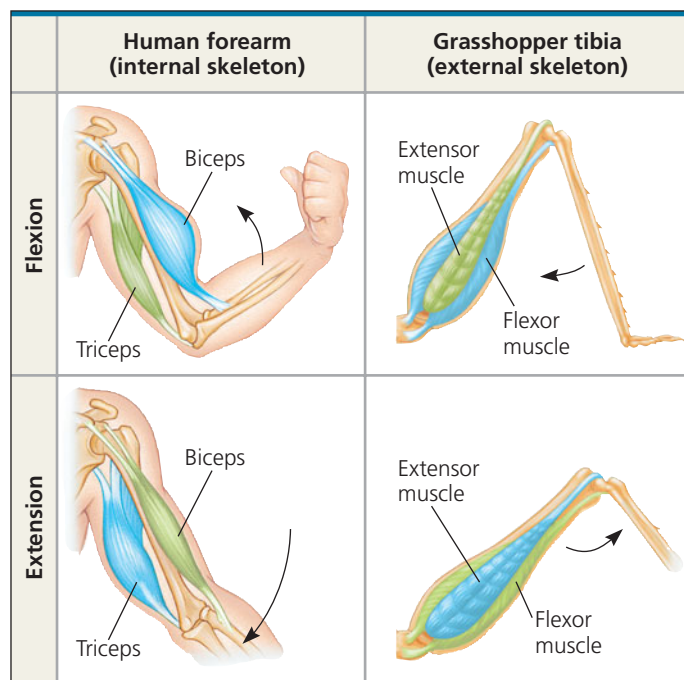 Human forearm
(internal skeleton)
Grasshopper tibia
(external skeleton)
Flexion
Biceps
Triceps
Extensor
muscle
Flexor
muscle
Extension
Biceps
Triceps
Extensor
muscle
Flexor
muscle